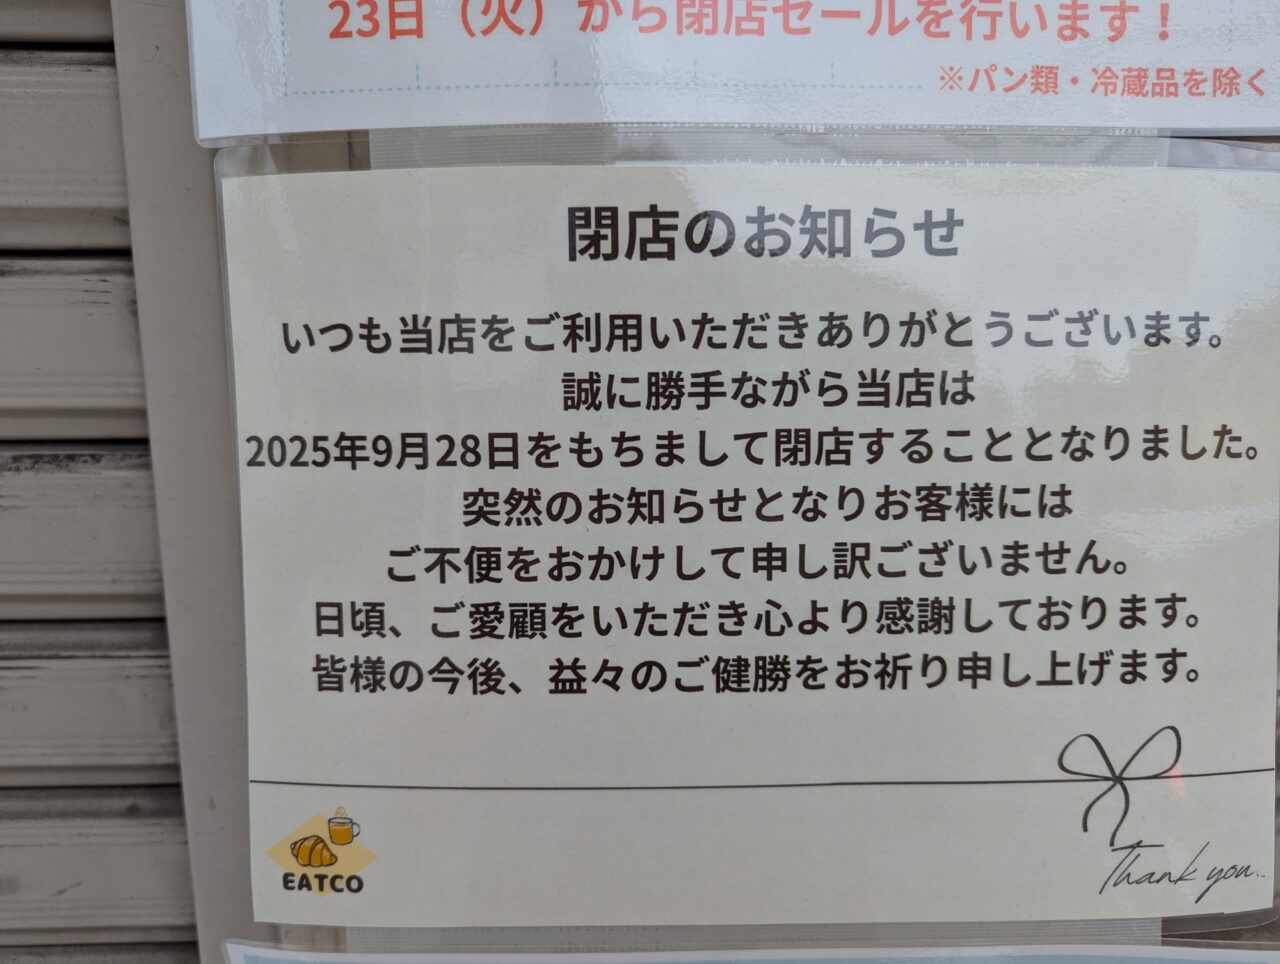 23日（火）から閉店セールを行います！
※パン類・冷蔵品を除く
閉店のお知らせ
いつも当店をご利用いただきありがとうございます。
誠に勝手ながら当店は
2025年9月28日をもちまして閉店することとなりました。
突然のお知らせとなりお客様には
ご不便をおかけして申し訳ございません。
日頃、ご愛顧をいただき心より感謝しております。
皆様の今後、益々のご健勝をお祈り申し上げます。
EATCO
Thank you..